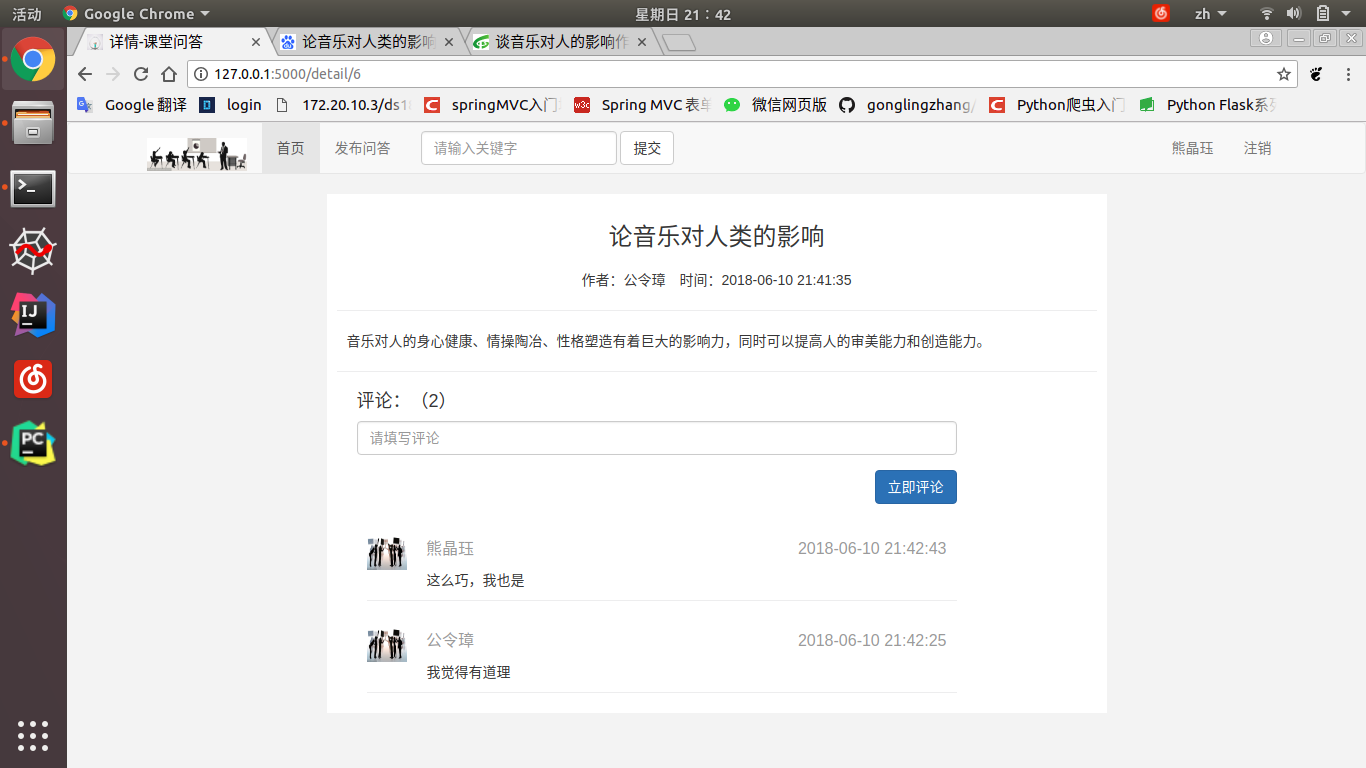 活动 Google Chrome 星期日 21：42 zh
详情-课堂问答 论音乐对人类的影响 谈音乐对人的影响作
127.0.0.1:5000/detail/6
Google 翻译 login 172.20.10.3/ds1 springMVC入门 Spring MVC 表单 微信网页版 gonglingzhang/ Python爬虫入门 Python Flask系列
首页 发布问答 请输入关键字 提交 熊晶珏 注销
论音乐对人类的影响
作者：公令璋 时间：2018-06-10 21:41:35
音乐对人的身心健康、情操陶冶、性格塑造有着巨大的影响力，同时可以提高人的审美能力和创造能力。
评论：（2）
请填写评论
立即评论
熊晶珏 2018-06-10 21:42:43
这么巧，我也是
公令璋 2018-06-10 21:42:25
我觉得有道理